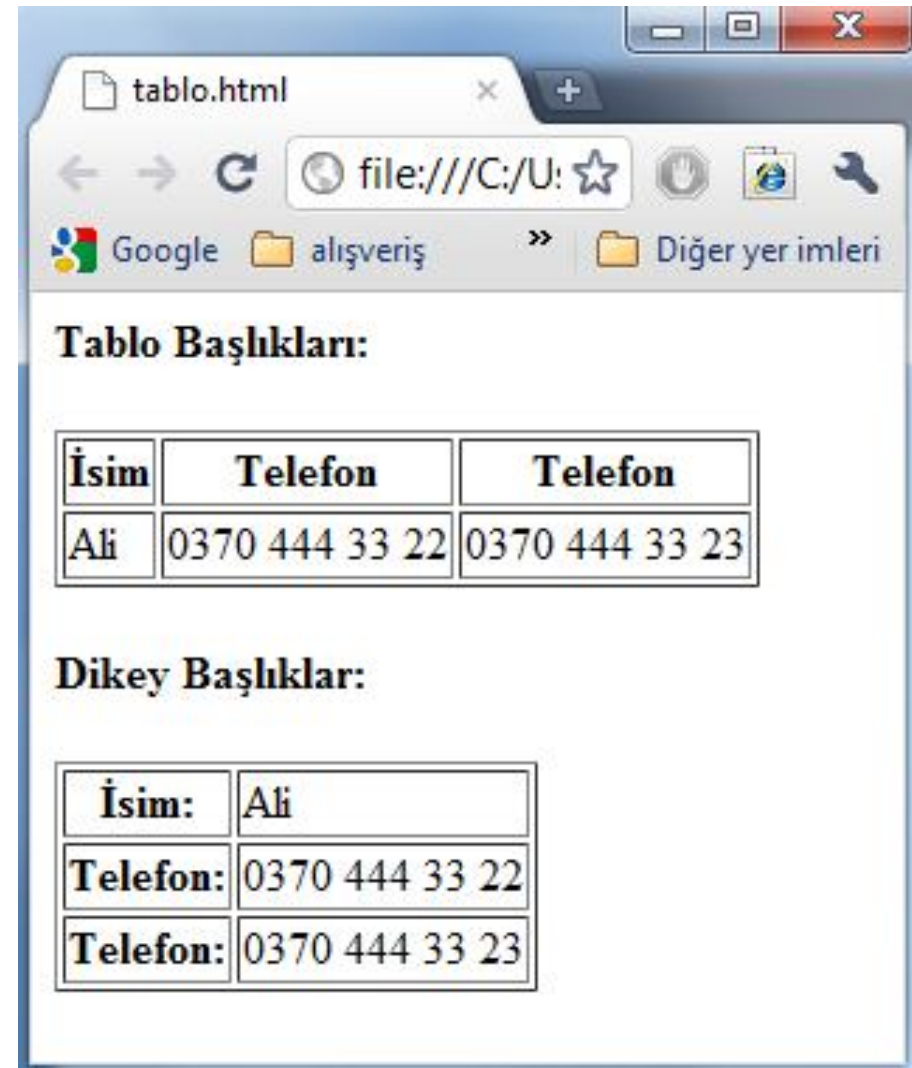 tablo.html
file:///C:/U
Google alışveriş » Diğer yer imleri
Tablo Başlıkları:
İsim Telefon Telefon
Ali 0370 444 33 22 0370 444 33 23
Dikey Başlıklar:
İsim: Ali
Telefon: 0370 444 33 22
Telefon: 0370 444 33 23